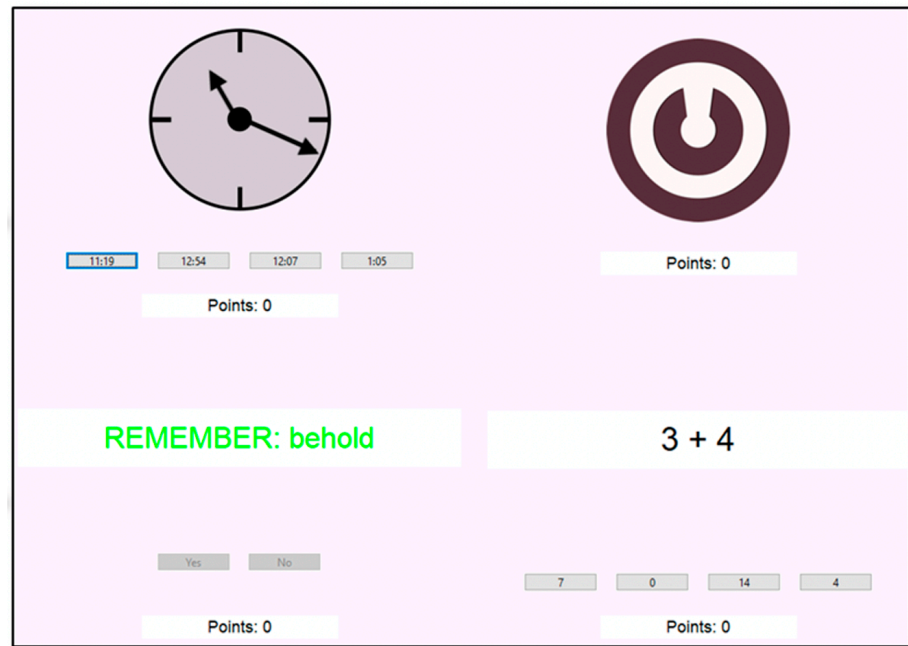 11:19 12:54 12:07 1:05
Points: 0
Points: 0
REMEMBER: behold
3 + 4
Yes No
7 0 14 4
Points: 0
Points: 0